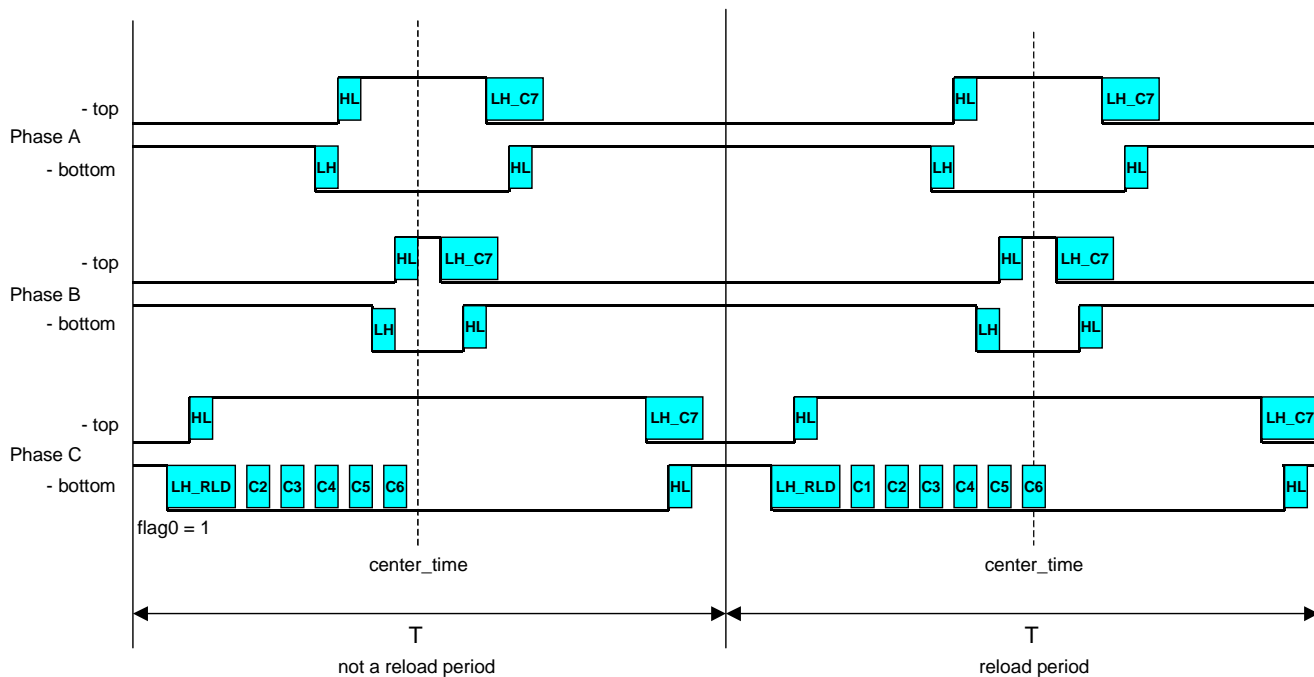 HL LH_C7 HL LH_C7
- top
Phase A
- bottom
LH HL LH HL
HL LH_C7 HL LH_C7
- top
Phase B
- bottom
LH HL LH HL
HL LH_C7 HL LH_C7
- top
Phase C
- bottom
LH_RLD C2 C3 C4 C5 C6 HL LH_RLD C1 C2 C3 C4 C5 C6 HL
flag0 = 1
center_time center_time
T T
not a reload period reload period